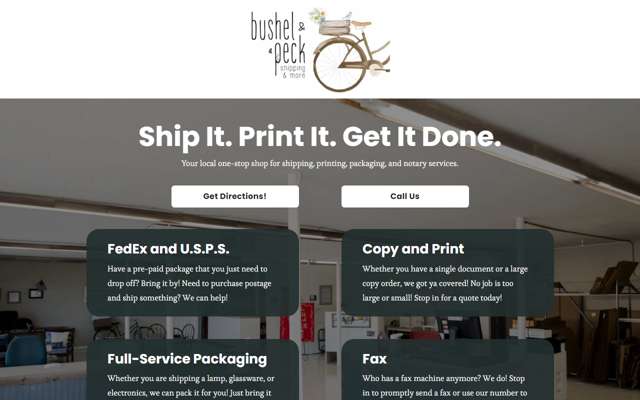 bushel &
a peck
shipping
& more
Ship It. Print It. Get It Done.
Your local one-stop shop for shipping, printing, packaging, and notary services.
Get Directions!
Call Us
FedEx and U.S.P.S.
Have a pre-paid package that you just need to
drop off? Bring it by! Need to purchase postage
and ship something? We can help!
Copy and Print
Whether you have a single document or a large
copy order, we got ya covered! No job is too
large or small! Stop in for a quote today!
Full-Service Packaging
Whether you are shipping a lamp, glassware, or
electronics, we can pack it for you! Just bring it
Fax
Who has a fax machine anymore? We do! Stop
in to promptly send a fax or use our number to